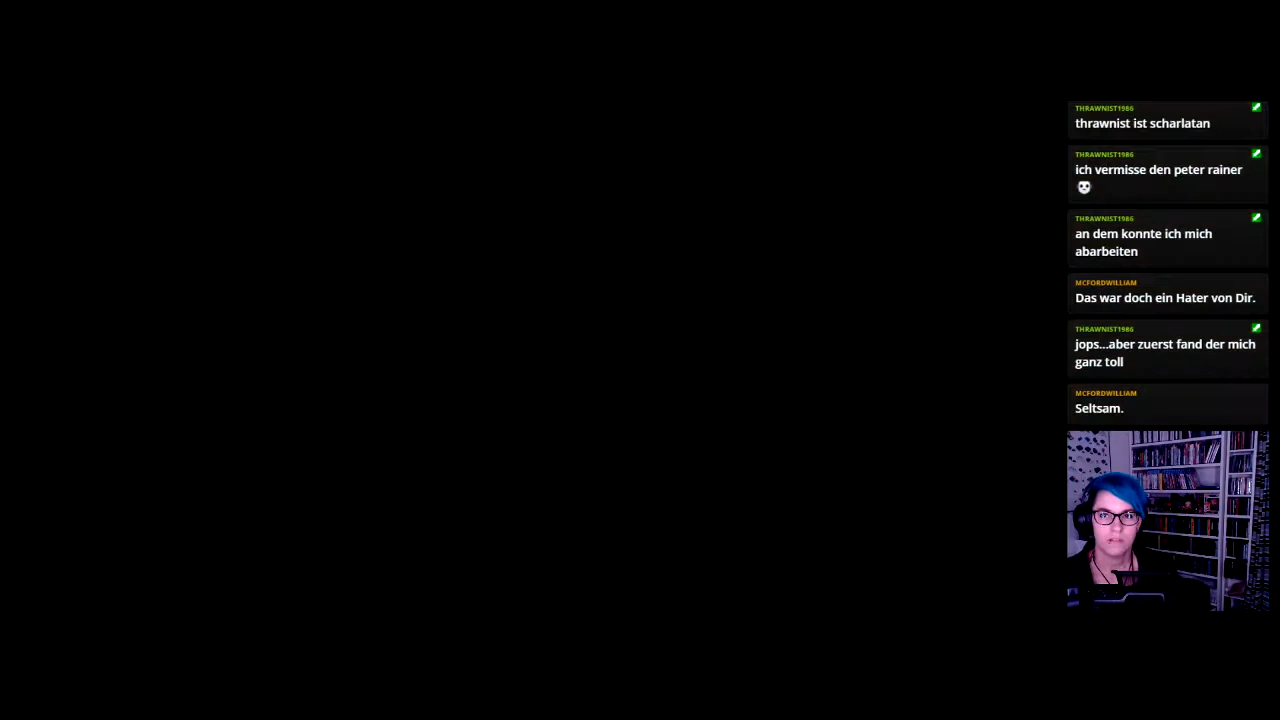 THRAWNIST1986
thrawnist ist scharlatan
THRAWNIST1986
ich vermisse den peter rainer
THRAWNIST1986
an dem konnte ich mich
abarbeiten
MCFORDWILLIAM
Das war doch ein Hater von Dir.
THRAWNIST1986
jops...aber zuerst fand der mich
ganz toll
MCFORDWILLIAM
Seltsam.